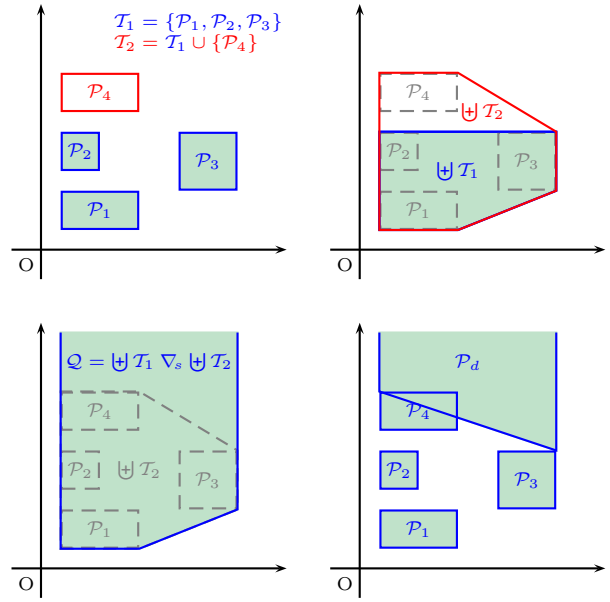 𝒯₁ = {𝒫₁, 𝒫₂, 𝒫₃}
𝒯₂ = 𝒯₁ ∪ {𝒫₄}
𝒫₄
𝒫₂
𝒫₃
𝒫₁
O
𝒫₄
⊎ 𝒯₂
𝒫₂
⊎ 𝒯₁
𝒫₃
𝒫₁
O
𝒬 = ⊎ 𝒯₁ ∇ₛ ⊎ 𝒯₂
𝒫₄
𝒫₂
⊎ 𝒯₂
𝒫₃
𝒫₁
O
𝒫_d
𝒫₄
𝒫₂
𝒫₃
𝒫₁
O